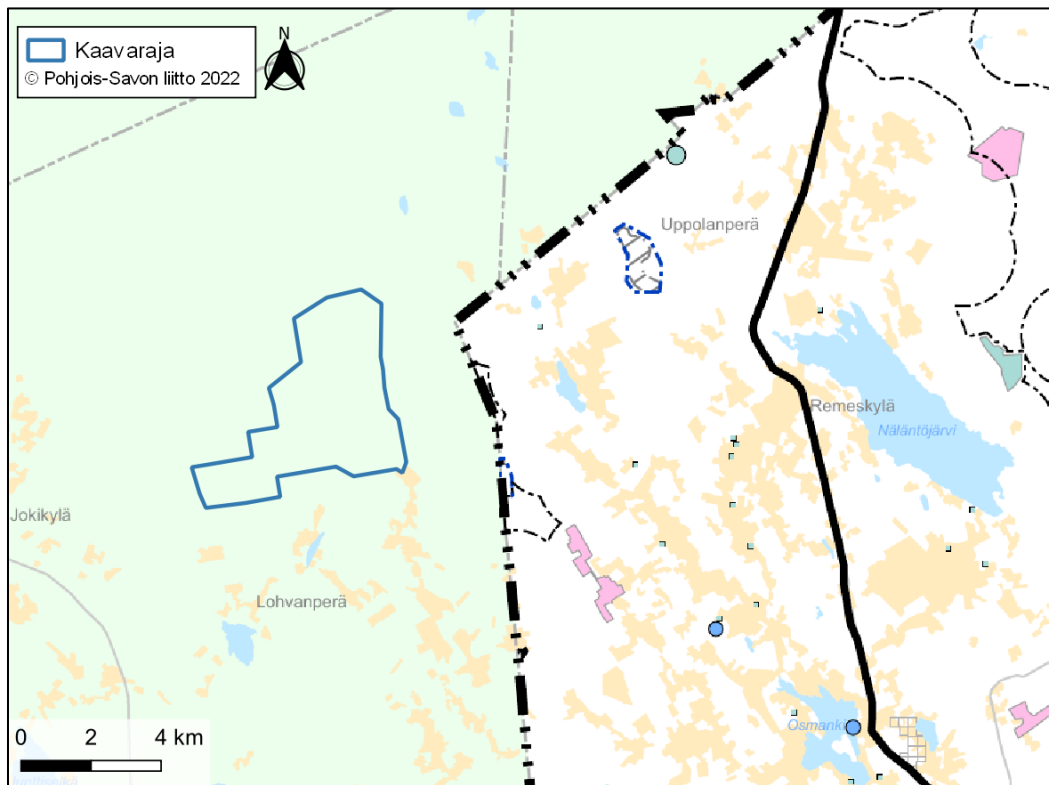 Kaavaraja
© Pohjois-Savon liitto 2022
N
Uppolanperä
Remeskylä
Näläntöjärvi
Jokikylä
Lohvanperä
Osmanki
0 2 4 km